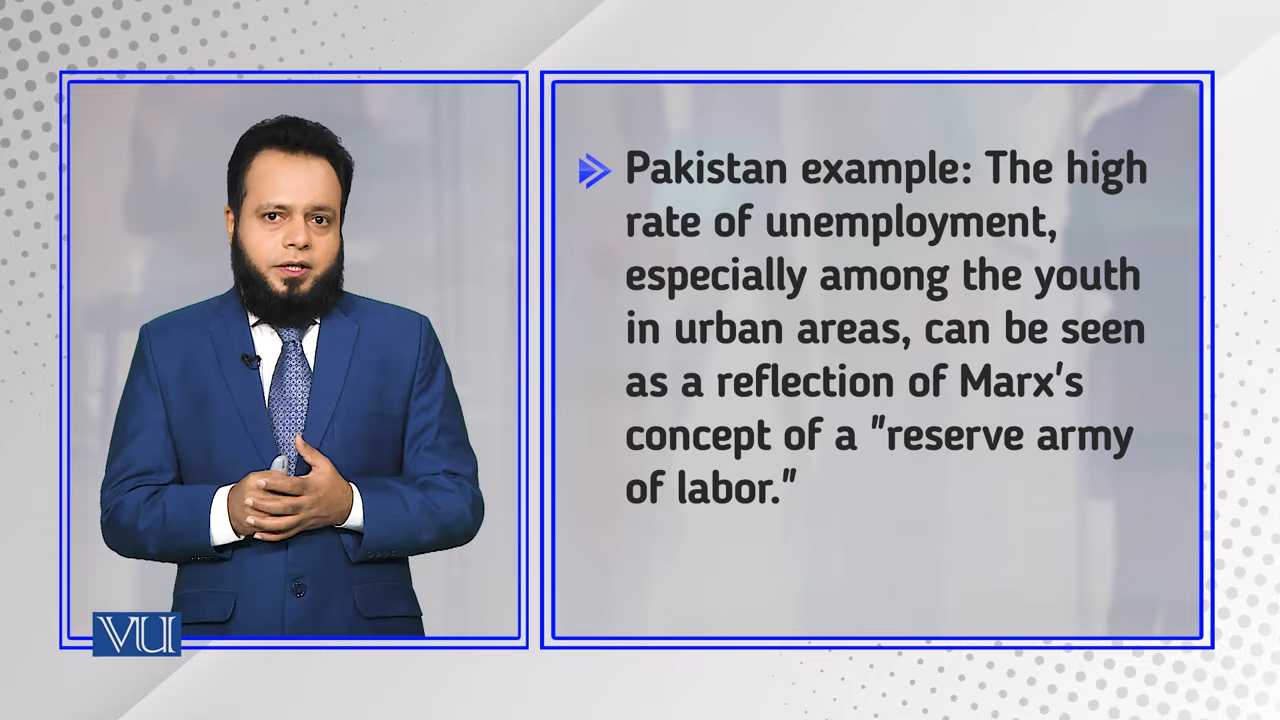 Pakistan example: The high
rate of unemployment,
especially among the youth
in urban areas, can be seen
as a reflection of Marx's
concept of a "reserve army
of labor."
VU